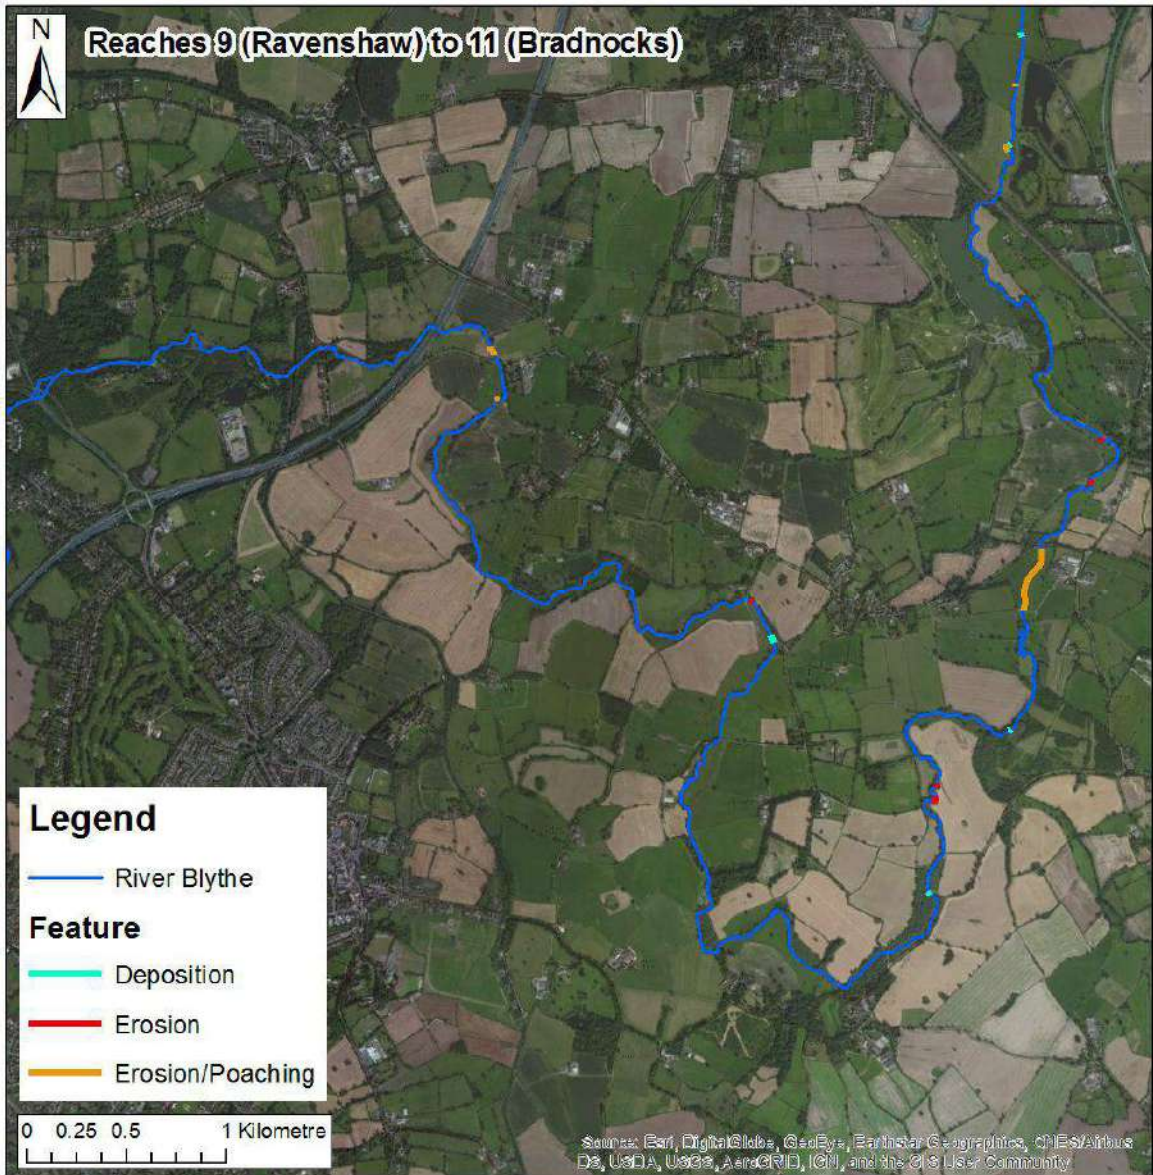 N
Reaches 9 (Ravenshaw) to 11 (Bradnocks)
Legend
River Blythe
Feature
Deposition
Erosion
Erosion/Poaching
0 0.25 0.5 1 Kilometre
Source: Esri, DigitalGlobe, GeoEye, Earthstar Geographics, CNES/Airbus
DS, USDA, USGS, AeroGRID, IGN, and the GIS User Community